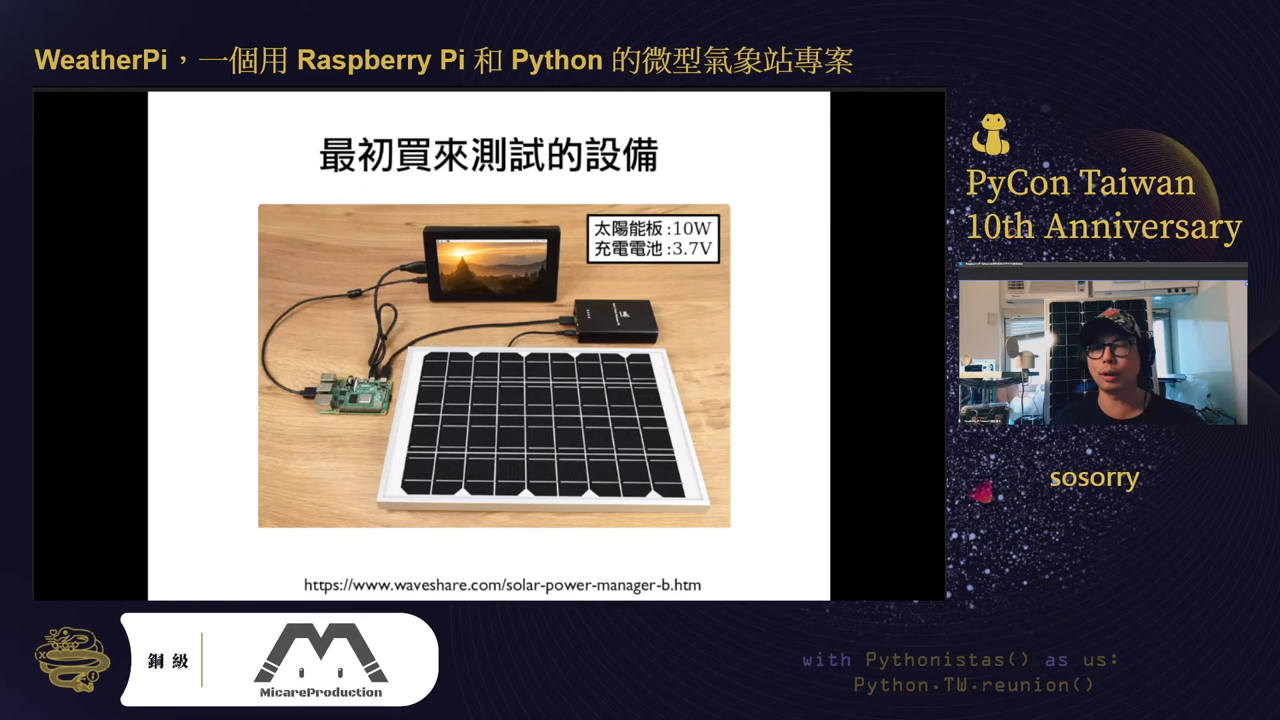 WeatherPi，一個用 Raspberry Pi 和 Python 的微型氣象站專案
最初買來測試的設備
太陽能板:10W
充電電池:3.7V
https://www.waveshare.com/solar-power-manager-b.htm
PyCon Taiwan
10th Anniversary
sosorry
銅級
MicareProduction
with Pythonistas() as us:
Python.TW.reunion()